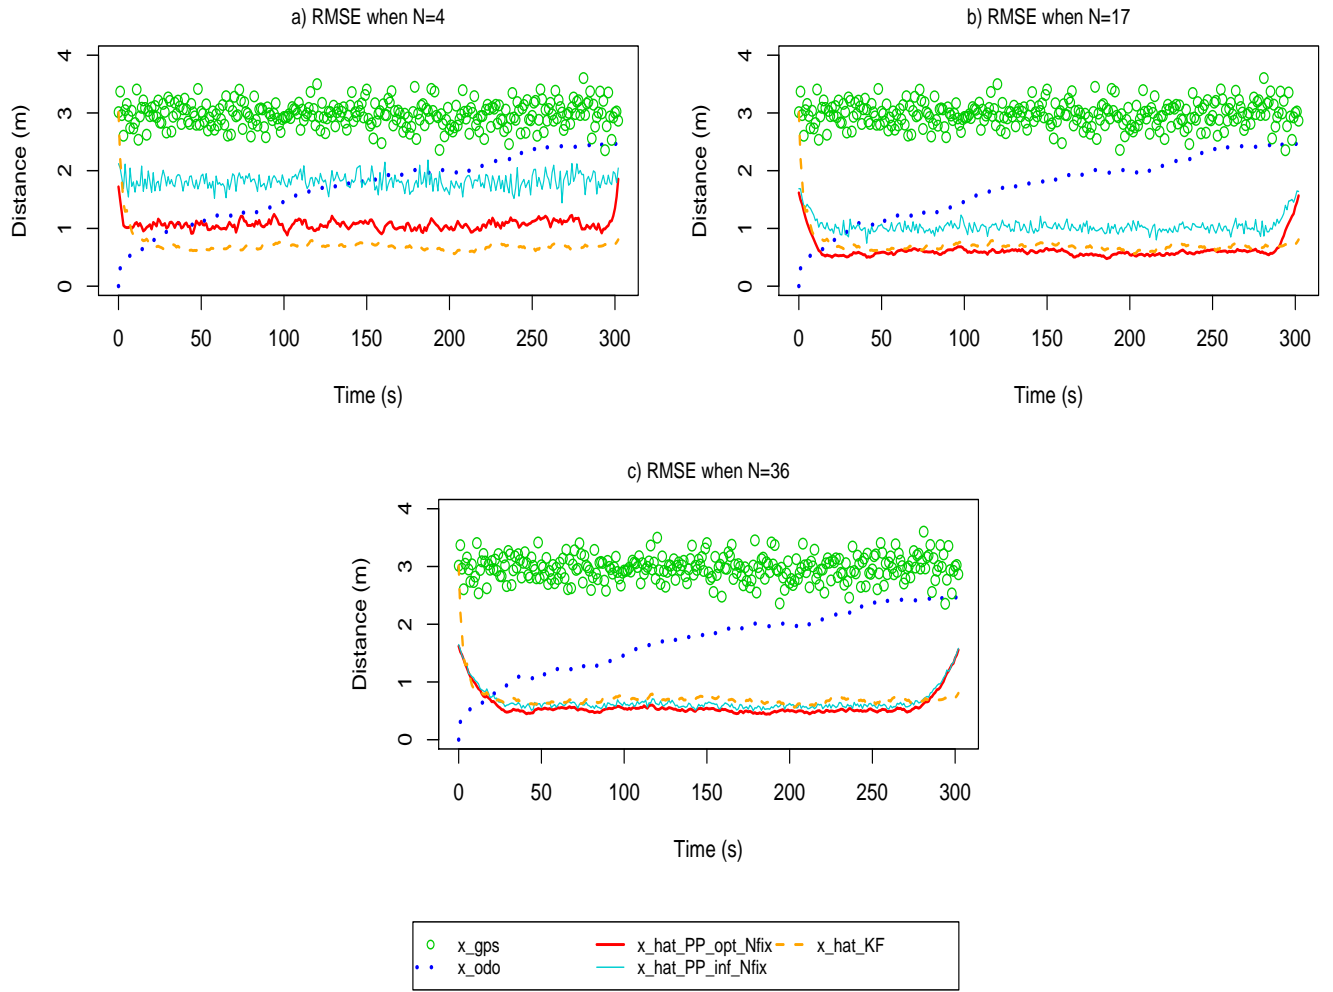 a) RMSE when N=4
Distance (m)
4
3
2
1
0
0 50 100 150 200 250 300
Time (s)
b) RMSE when N=17
Distance (m)
4
3
2
1
0
0 50 100 150 200 250 300
Time (s)
c) RMSE when N=36
Distance (m)
4
3
2
1
0
0 50 100 150 200 250 300
Time (s)
x_gps x_hat_PP_opt_Nfix x_hat_KF
x_odo x_hat_PP_inf_Nfix